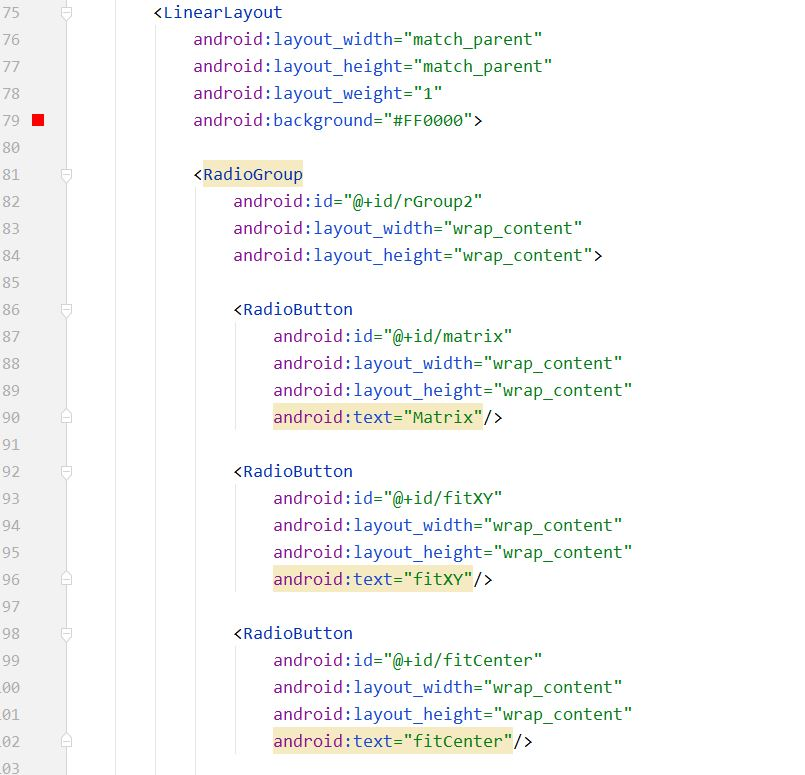 75 <LinearLayout
76 android:layout_width="match_parent"
77 android:layout_height="match_parent"
78 android:layout_weight="1"
79 android:background="#FF0000">
80
81 <RadioGroup
82 android:id="@+id/rGroup2"
83 android:layout_width="wrap_content"
84 android:layout_height="wrap_content">
85
86 <RadioButton
87 android:id="@+id/matrix"
88 android:layout_width="wrap_content"
89 android:layout_height="wrap_content"
90 android:text="Matrix"/>
91
92 <RadioButton
93 android:id="@+id/fitXY"
94 android:layout_width="wrap_content"
95 android:layout_height="wrap_content"
96 android:text="fitXY"/>
97
98 <RadioButton
99 android:id="@+id/fitCenter"
00 android:layout_width="wrap_content"
01 android:layout_height="wrap_content"
02 android:text="fitCenter"/>
03